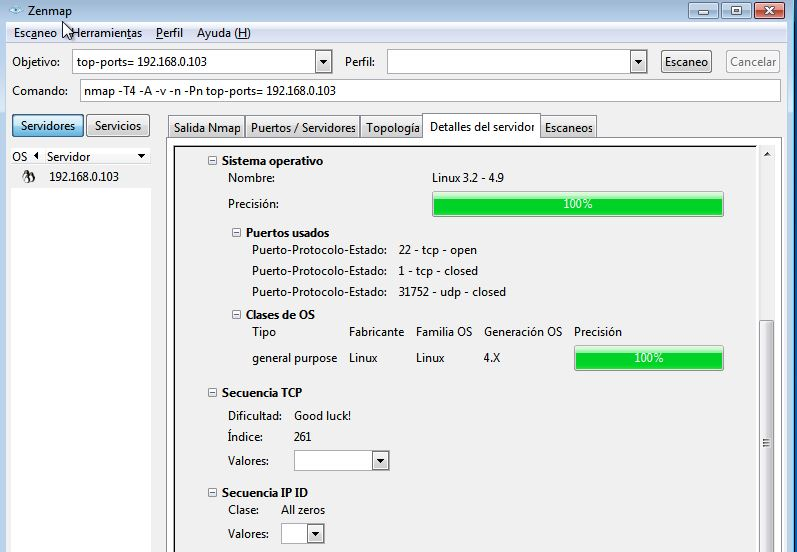 Zenmap
Escaneo Herramientas Perfil Ayuda (H)
Objetivo: top-ports= 192.168.0.103 Perfil: Escaneo Cancelar
Comando: nmap -T4 -A -v -n -Pn top-ports= 192.168.0.103
Servidores Servicios Salida Nmap Puertos / Servidores Topología Detalles del servidor Escaneos
OS Servidor
192.168.0.103
Sistema operativo
Nombre: Linux 3.2 - 4.9
Precisión: 100%
Puertos usados
Puerto-Protocolo-Estado: 22 - tcp - open
Puerto-Protocolo-Estado: 1 - tcp - closed
Puerto-Protocolo-Estado: 31752 - udp - closed
Clases de OS
Tipo Fabricante Familia OS Generación OS Precisión
general purpose Linux Linux 4.X 100%
Secuencia TCP
Dificultad: Good luck!
Índice: 261
Valores:
Secuencia IP ID
Clase: All zeros
Valores: